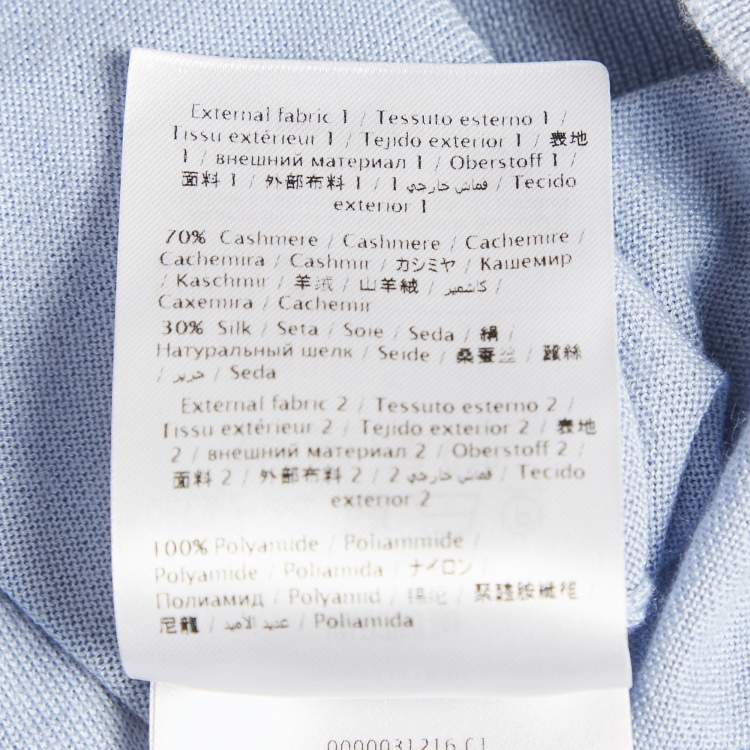 External fabric 1 / Tessuto esterno 1 /
Tissu extérieur 1 / Tejido exterior 1 / 表地
1 / внешний материал 1 / Oberstoff 1 /
面料 1 / 外部布料 1 / 1 قماش خارجي / Tecido
exterior 1
70% Cashmere / Cashmere / Cachemire /
Cachemira / Cashmir / カシミヤ / Кашемир
/ Kaschmir / 羊绒 / 山羊絨 / كاشمير /
Caxemira / Cachemir
30% Silk / Seta / Soie / Seda / 絹 /
Натуральный шелк / Seide / 桑蚕丝 / 蠶絲
/ حرير / Seda
External fabric 2 / Tessuto esterno 2 /
Tissu extérieur 2 / Tejido exterior 2 / 表地
2 / внешний материал 2 / Oberstoff 2 /
面料 2 / 外部布料 2 / 2 قماش خارجي / Tecido
exterior 2
100% Polyamide / Poliammide /
Polyamide / Poliamida / ナイロン /
Полиамид / Polyamid / 锦纶 / 聚醯胺纖維 /
尼龍 / عديد الاميد / Poliamida
0000031216 C1